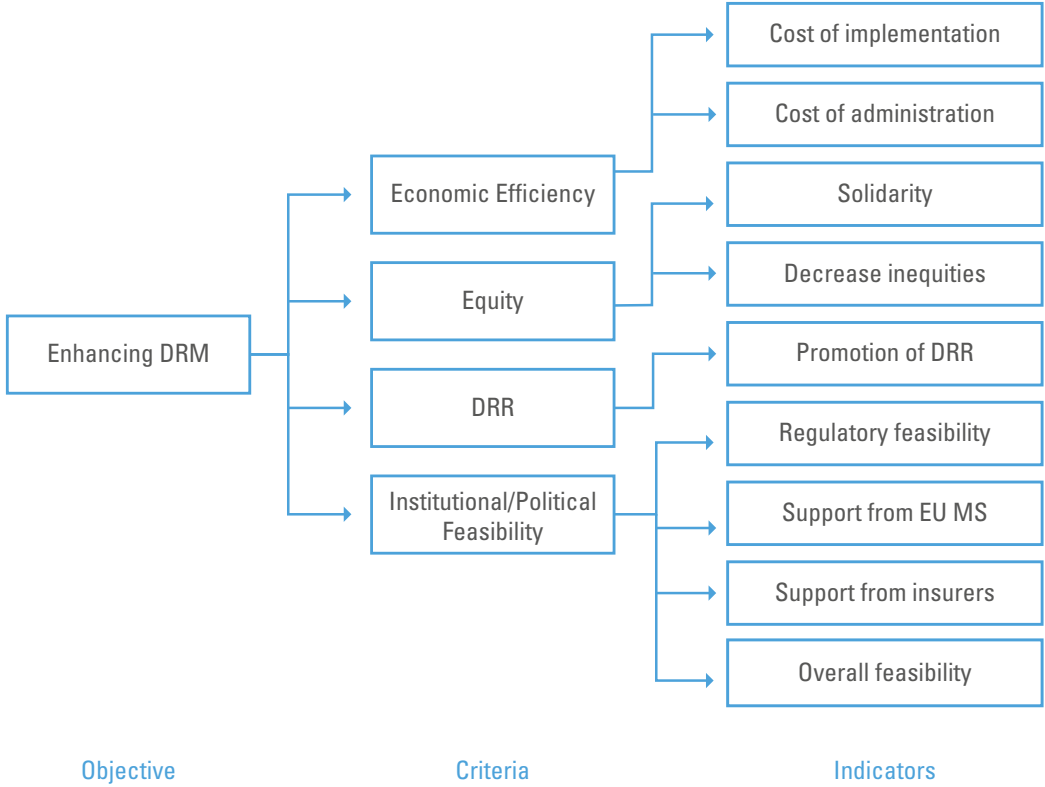 Cost of implementation
Cost of administration
Economic Efficiency
Solidarity
Decrease inequities
Equity
Enhancing DRM
Promotion of DRR
DRR
Regulatory feasibility
Institutional/Political
Feasibility
Support from EU MS
Support from insurers
Overall feasibility
Objective
Criteria
Indicators